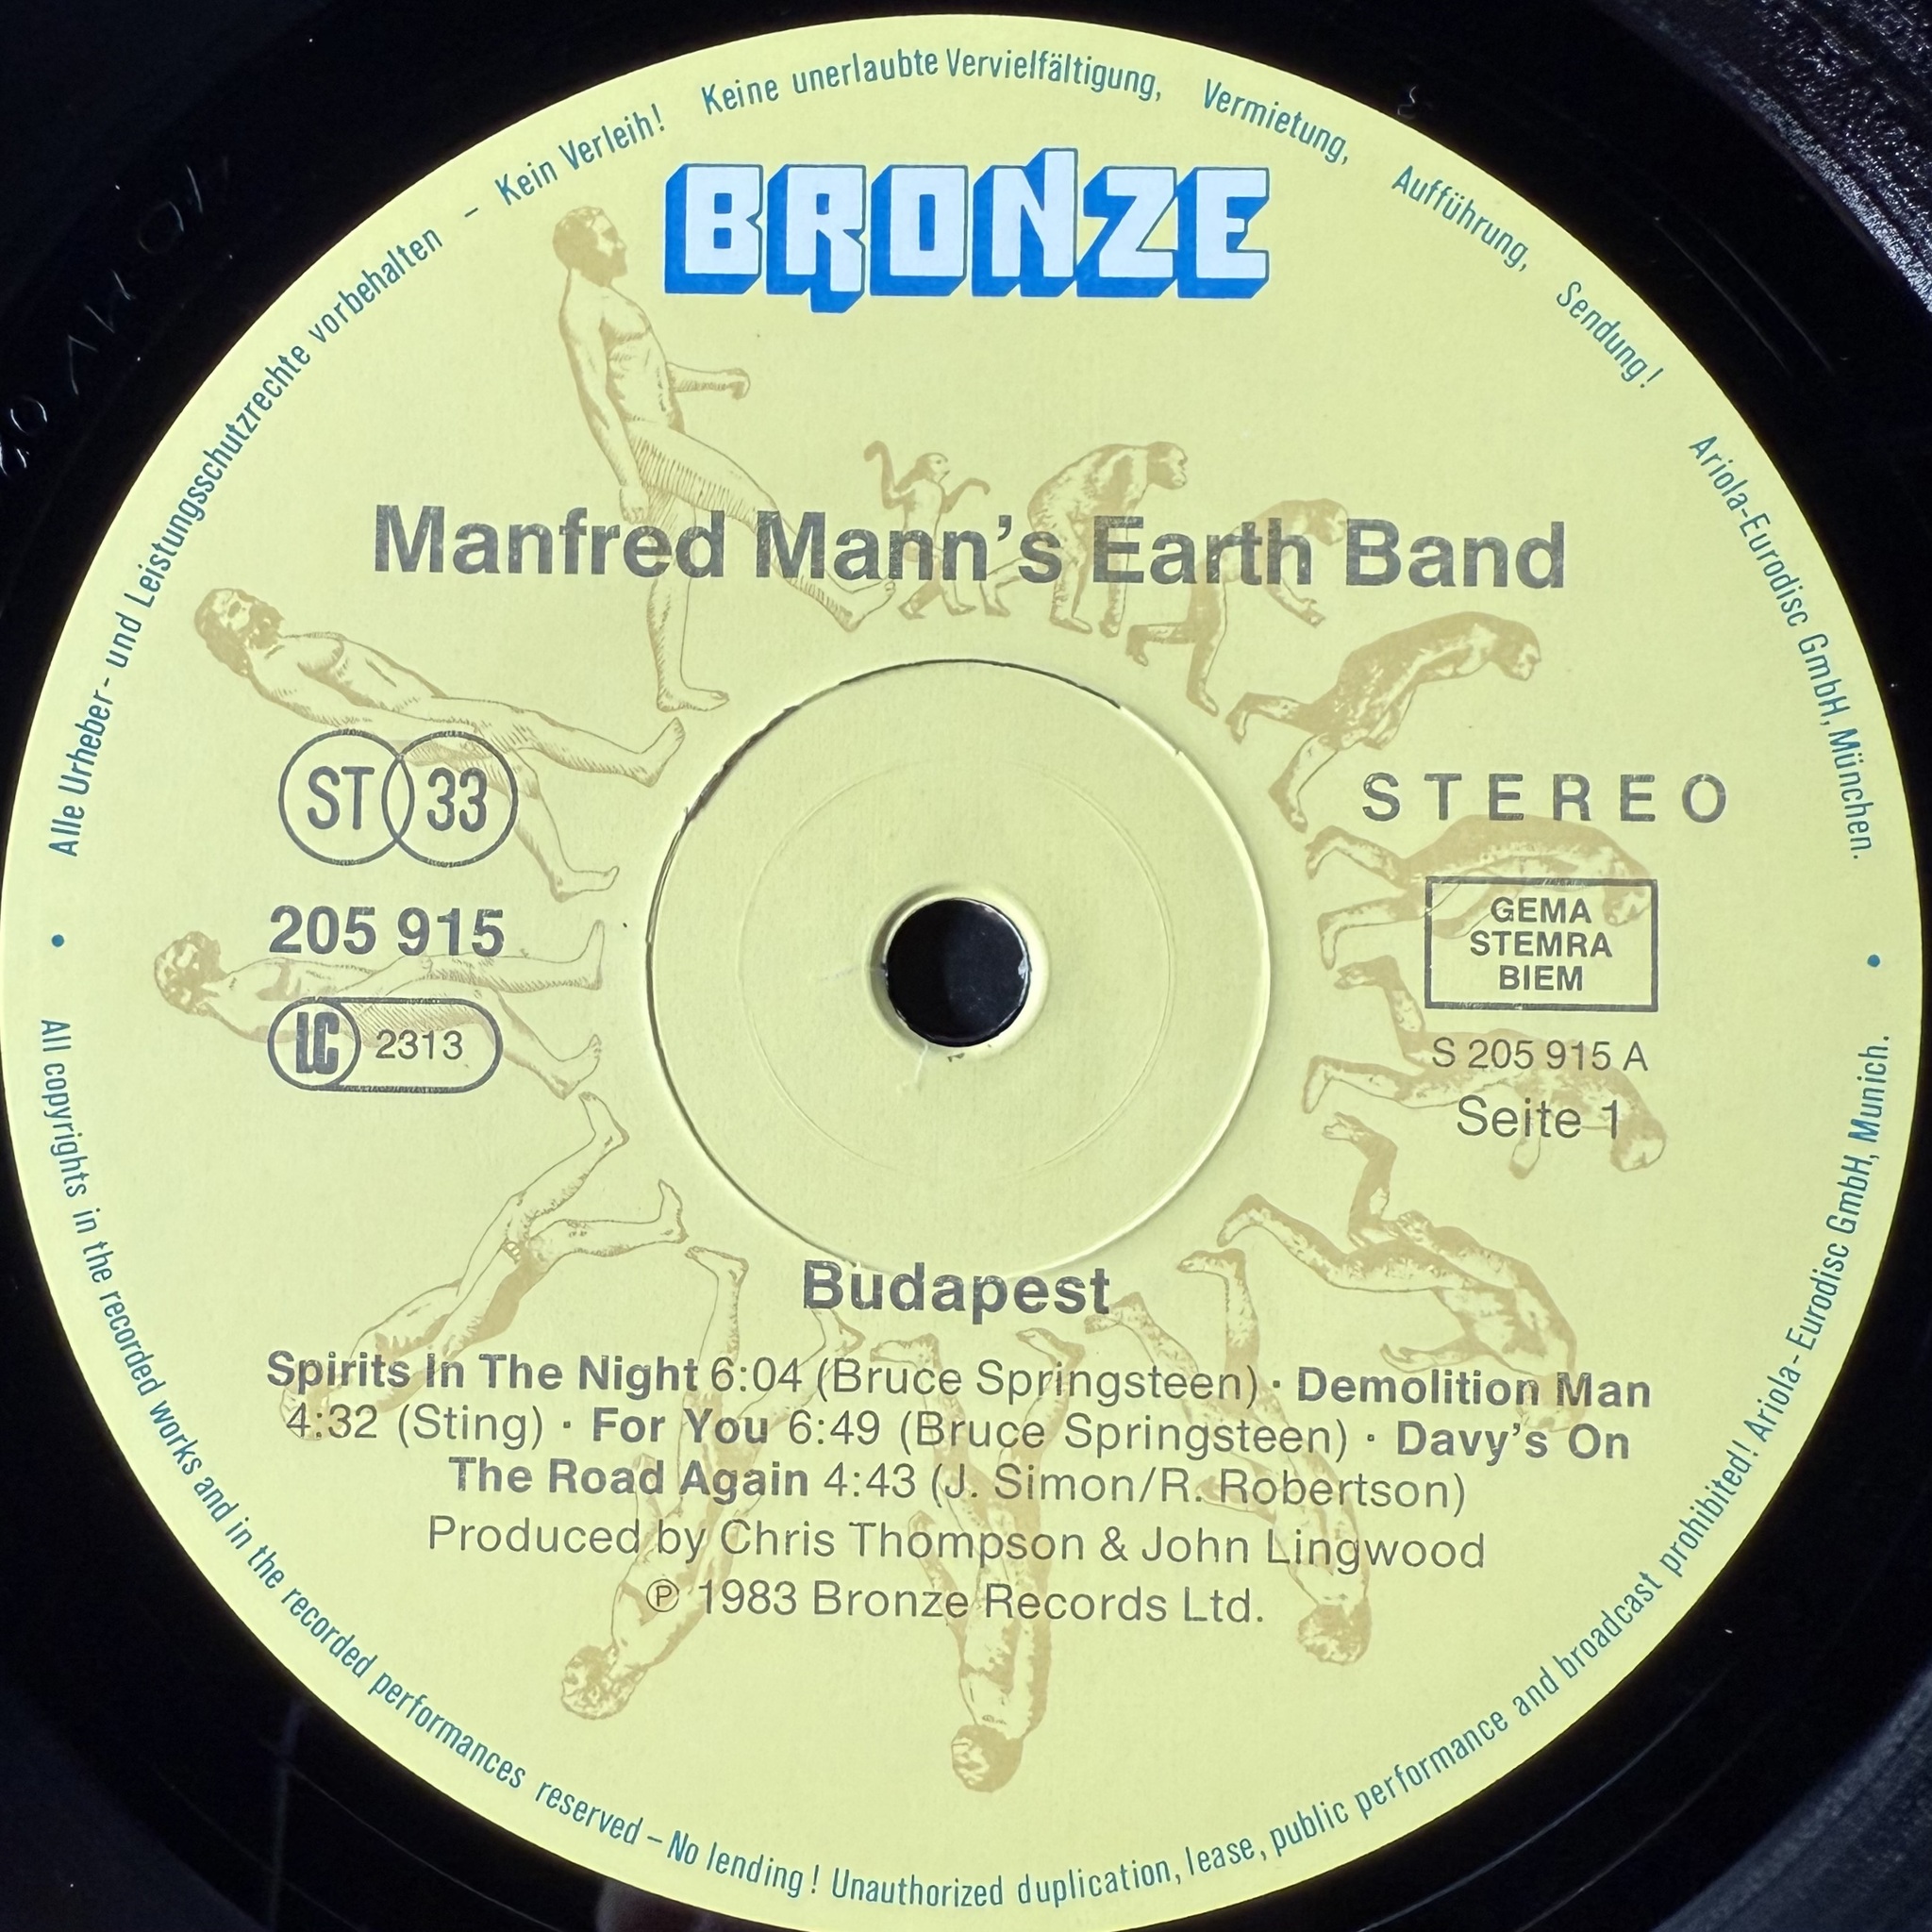 Alle Urheber- und Leistungsschutzrechte vorbehalten – Kein Verleih! Keine unerlaubte Vervielfältigung, Vermietung, Aufführung, Sendung! Ariola-Eurodisc GmbH, München.
BRONZE
Manfred Mann's Earth Band
ST 33
STEREO
205 915
GEMA
STEMRA
BIEM
LC 2313
S 205 915 A
Seite 1
Budapest
Spirits In The Night 6:04 (Bruce Springsteen) · Demolition Man
4:32 (Sting) · For You 6:49 (Bruce Springsteen) · Davy's On
The Road Again 4:43 (J. Simon/R. Robertson)
Produced by Chris Thompson & John Lingwood
℗ 1983 Bronze Records Ltd.
All copyrights in the recorded works and in the recorded performances reserved – No lending! Unauthorized duplication, lease, public performance and broadcast prohibited! Ariola-Eurodisc GmbH, Munich.